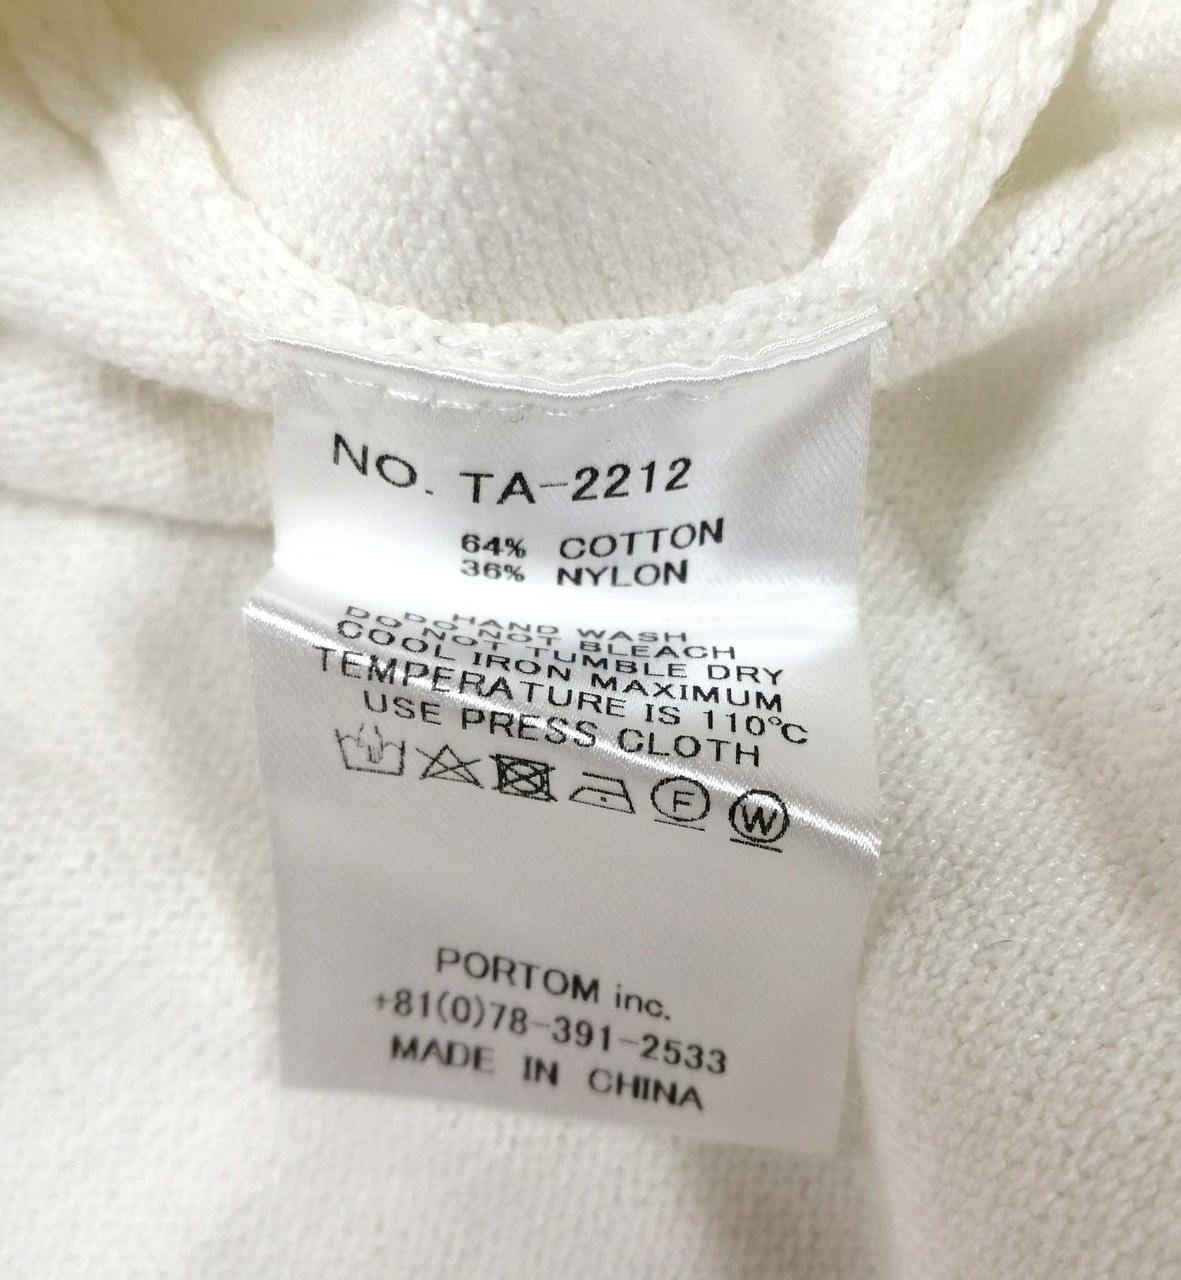 NO. TA-2212
64% COTTON
36% NYLON
HAND WASH
DO NOT BLEACH
DO NOT TUMBLE DRY
COOL IRON MAXIMUM
TEMPERATURE IS 110℃
USE PRESS CLOTH
F W
PORTOM inc.
+81(0)78-391-2533
MADE IN CHINA